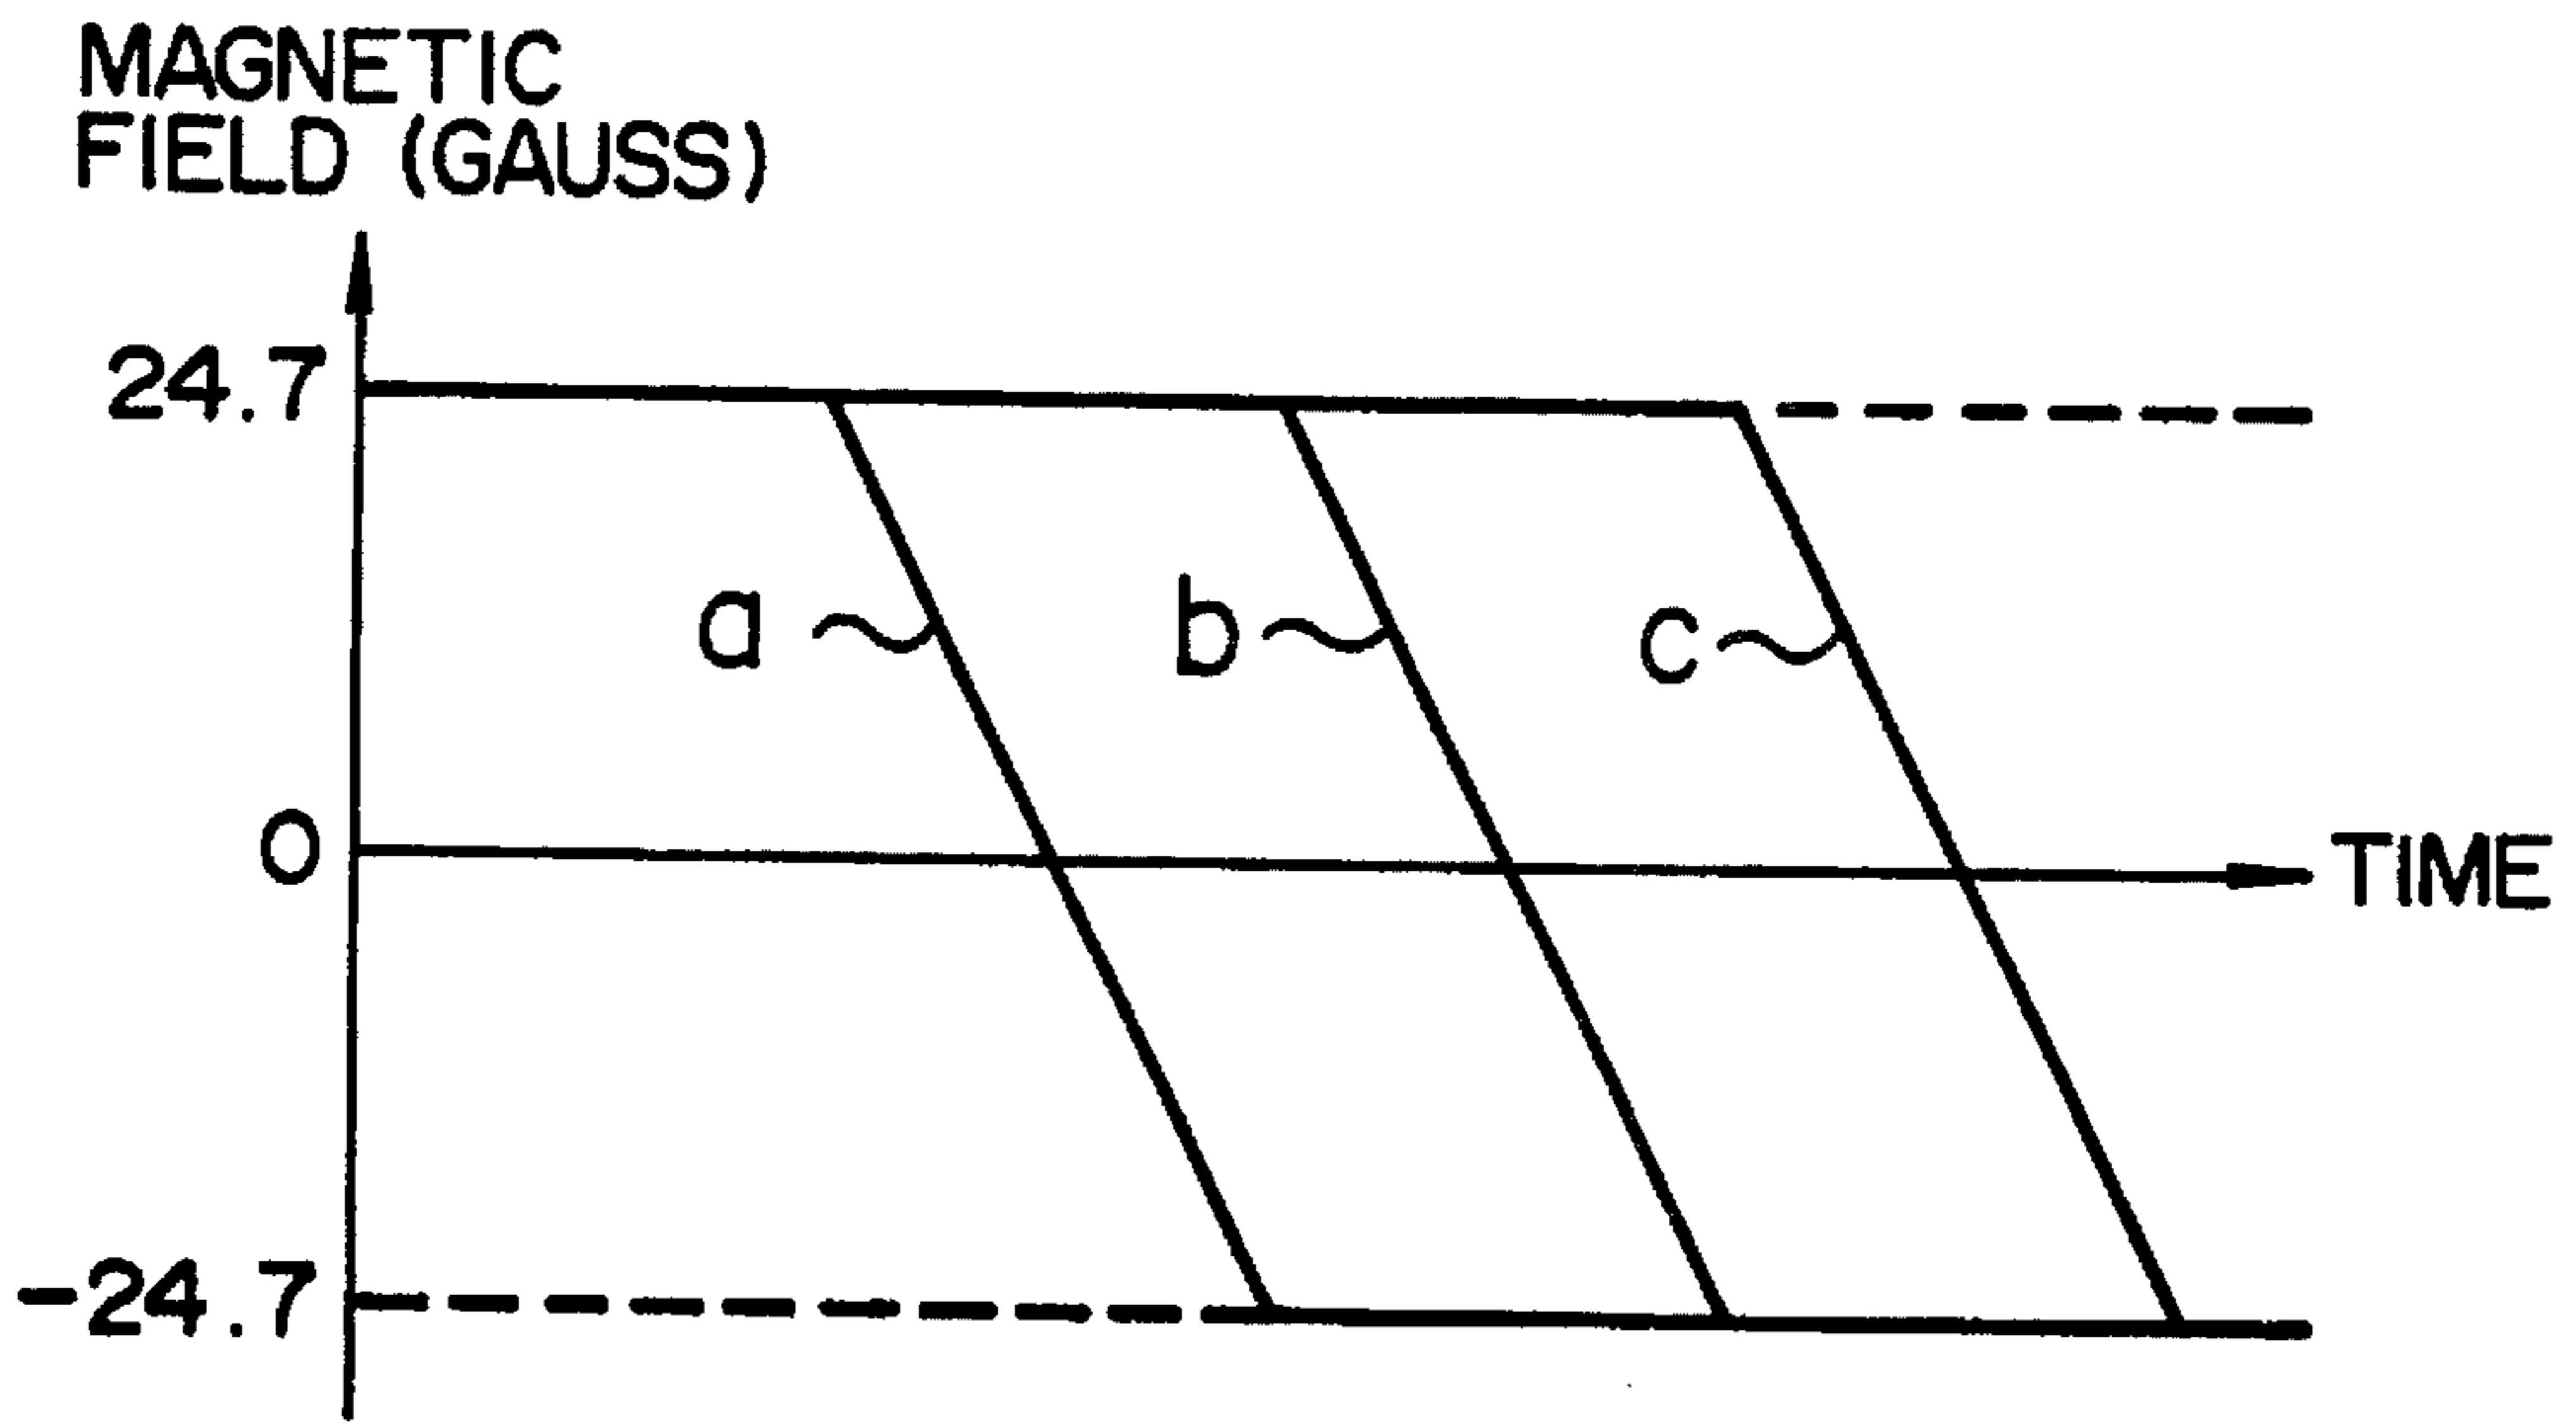 MAGNETIC
FIELD (GAUSS)
24.7
a
b
c
0
TIME
-24.7